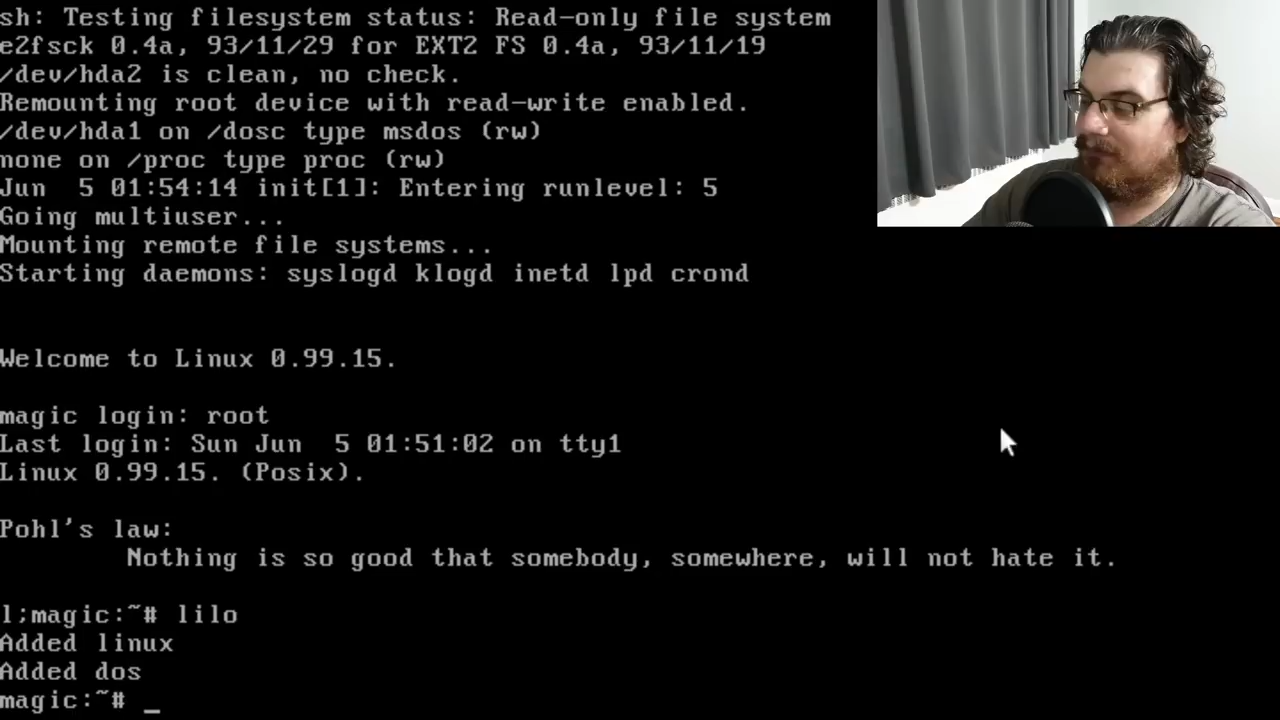 sh: Testing filesystem status: Read-only file system
e2fsck 0.4a, 93/11/29 for EXT2 FS 0.4a, 93/11/19
/dev/hda2 is clean, no check.
Remounting root device with read-write enabled.
/dev/hda1 on /dosc type msdos (rw)
none on /proc type proc (rw)
Jun  5 01:54:14 init[1]: Entering runlevel: 5
Going multiuser...
Mounting remote file systems...
Starting daemons: syslogd klogd inetd lpd crond
Welcome to Linux 0.99.15.
magic login: root
Last login: Sun Jun  5 01:51:02 on tty1
Linux 0.99.15. (Posix).
Pohl's law:
Nothing is so good that somebody, somewhere, will not hate it.
l;magic:~# lilo
Added linux
Added dos
magic:~# _